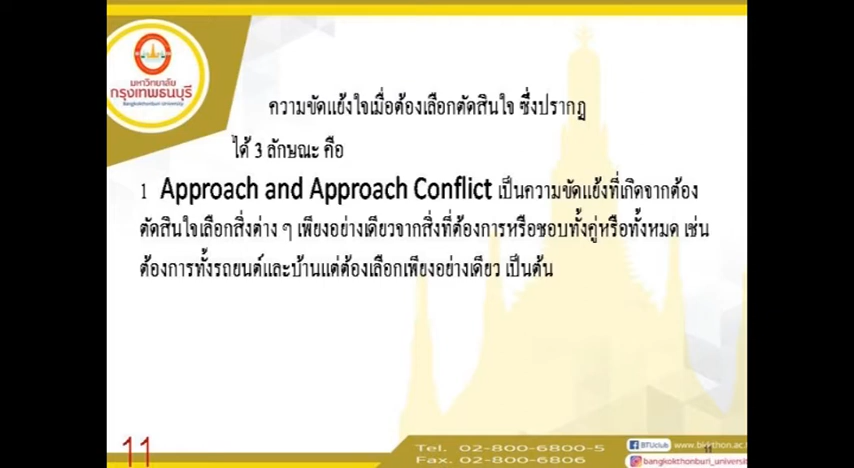 มหาวิทยาลัย
กรุงเทพธนบุรี
Bangkokthonburi University
ความขัดแย้งใจเมื่อต้องเลือกตัดสินใจ ซึ่งปรากฏ
ได้ 3 ลักษณะ คือ
1 Approach and Approach Conflict เป็นความขัดแย้งที่เกิดจากต้อง
ตัดสินใจเลือกสิ่งต่าง ๆ เพียงอย่างเดียวจากสิ่งที่ต้องการหรือชอบทั้งคู่หรือทั้งหมด เช่น
ต้องการทั้งรถยนต์และบ้านแต่ต้องเลือกเพียงอย่างเดียว เป็นต้น
11
Tel. 02-800-6800-5
Fax. 02-800-6806
BTUclub
11
bangkokthonburi_universit